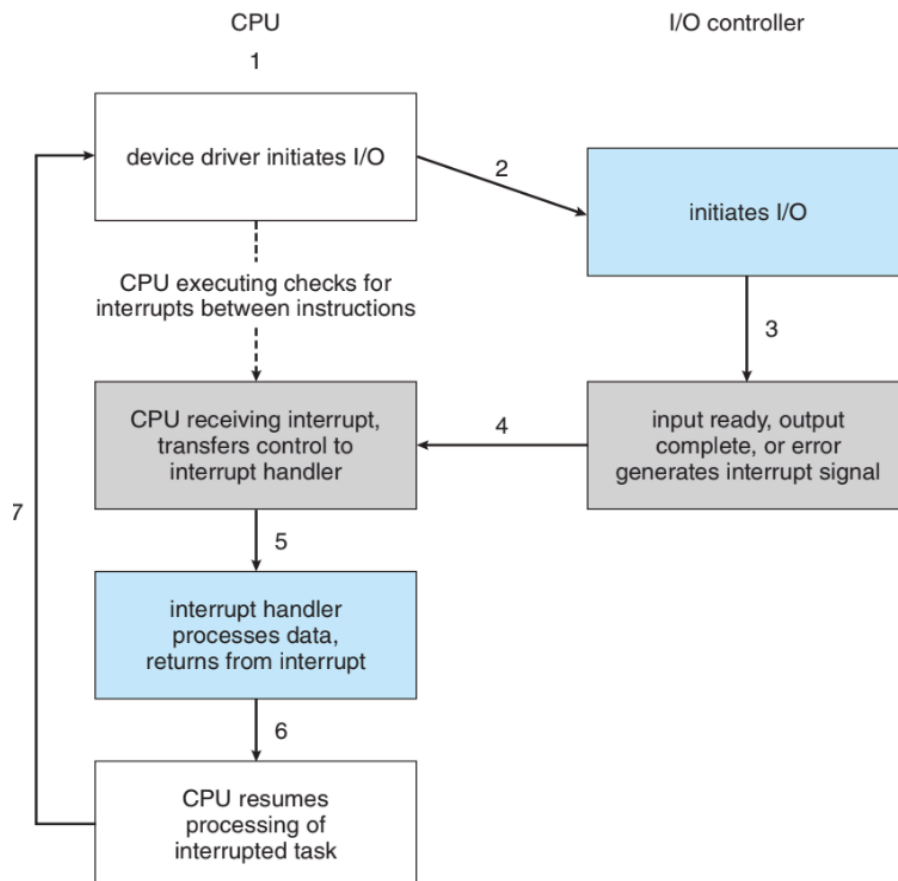 CPU
I/O controller
1
device driver initiates I/O
2
initiates I/O
CPU executing checks for
interrupts between instructions
3
CPU receiving interrupt,
transfers control to
interrupt handler
4
input ready, output
complete, or error
generates interrupt signal
7
5
interrupt handler
processes data,
returns from interrupt
6
CPU resumes
processing of
interrupted task